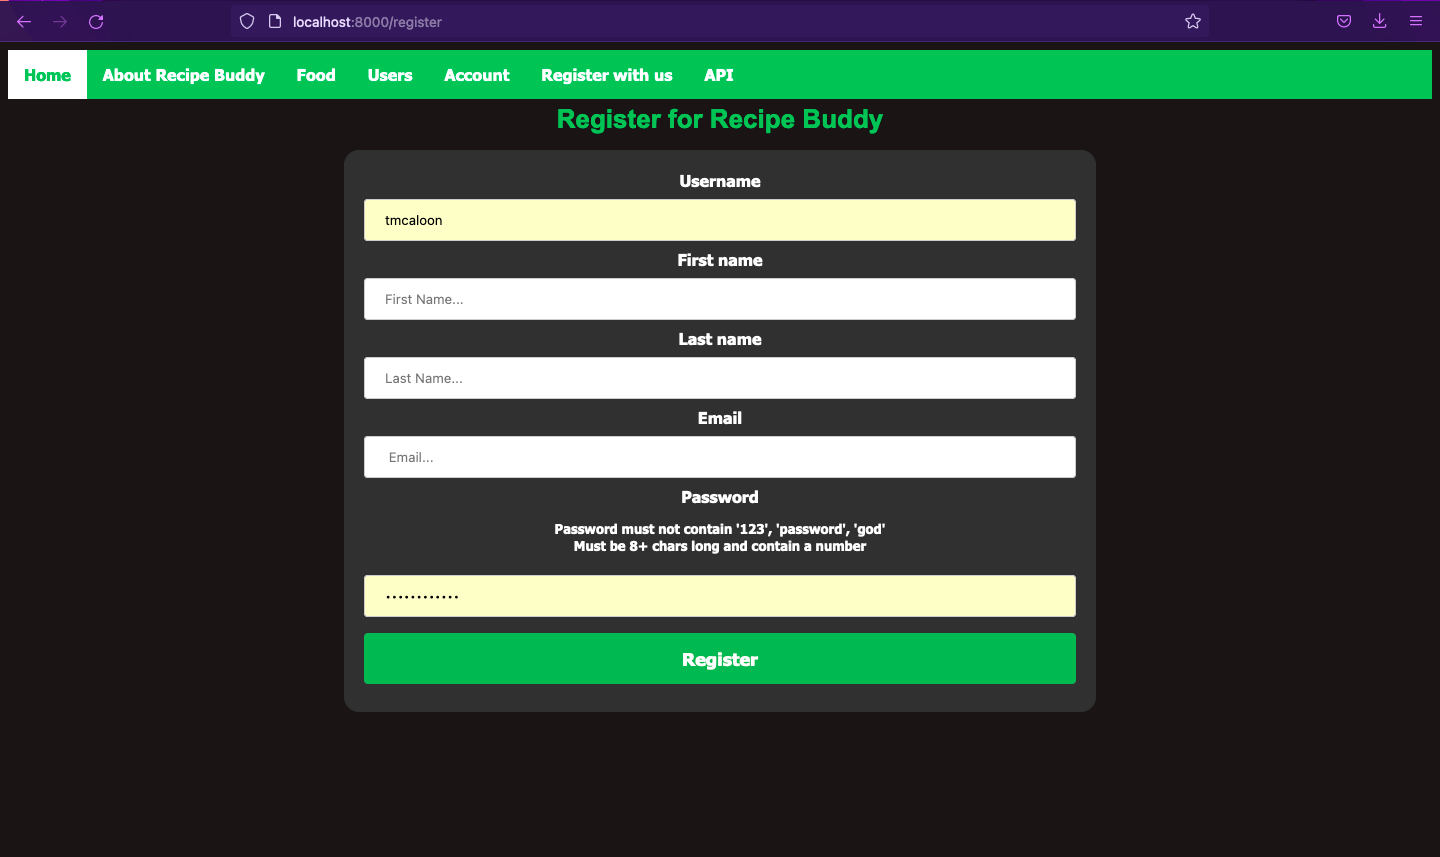 localhost:8000/register
Home About Recipe Buddy Food Users Account Register with us API
Register for Recipe Buddy
Username
tmcaloon
First name
First Name...
Last name
Last Name...
Email
Email...
Password
Password must not contain '123', 'password', 'god'
Must be 8+ chars long and contain a number
••••••••••••
Register